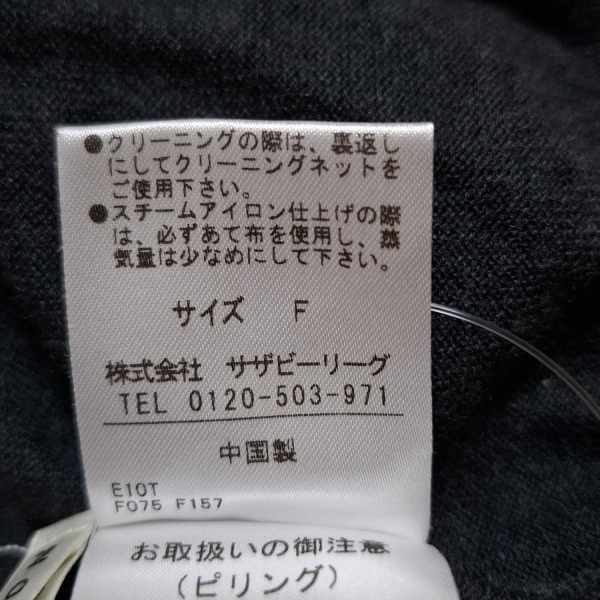 ●クリーニングの際は、裏返し
にしてクリーニングネットを
ご使用下さい。
●スチームアイロン仕上げの際
は、必ずあて布を使用し、蒸
気量は少なめにして下さい。
サイズ F
株式会社 サザビーリーグ
TEL 0120-503-971
中国製
E10T
F075 F157
お取扱いの御注意
(ピリング)